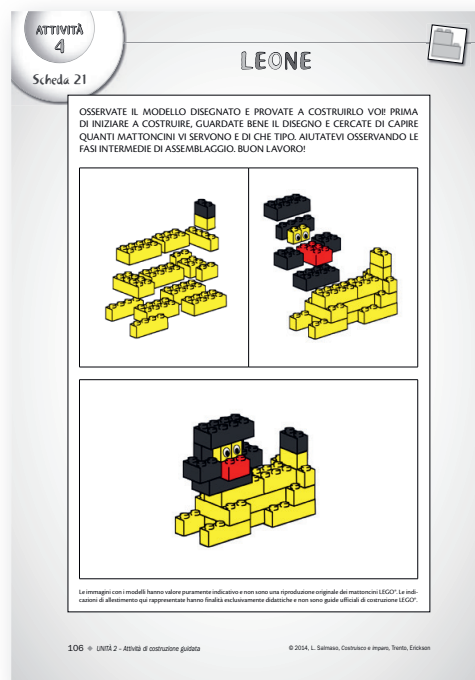 ATTIVITÀ
4
Scheda 21
LEONE
OSSERVATE IL MODELLO DISEGNATO E PROVATE A COSTRUIRLO VOI! PRIMA
DI INIZIARE A COSTRUIRE, GUARDATE BENE IL DISEGNO E CERCATE DI CAPIRE
QUANTI MATTONCINI VI SERVONO E DI CHE TIPO. AIUTATEVI OSSERVANDO LE
FASI INTERMEDIE DI ASSEMBLAGGIO. BUON LAVORO!
Le immagini con i modelli hanno valore puramente indicativo e non sono una riproduzione originale dei mattoncini LEGO®. Le indi-
cazioni di allestimento qui rappresentate hanno finalità esclusivamente didattiche e non sono guide ufficiali di costruzione LEGO®.
106 ✦ UNITÀ 2 – Attività di costruzione guidata
© 2014, L. Salmaso, Costruisco e imparo, Trento, Erickson